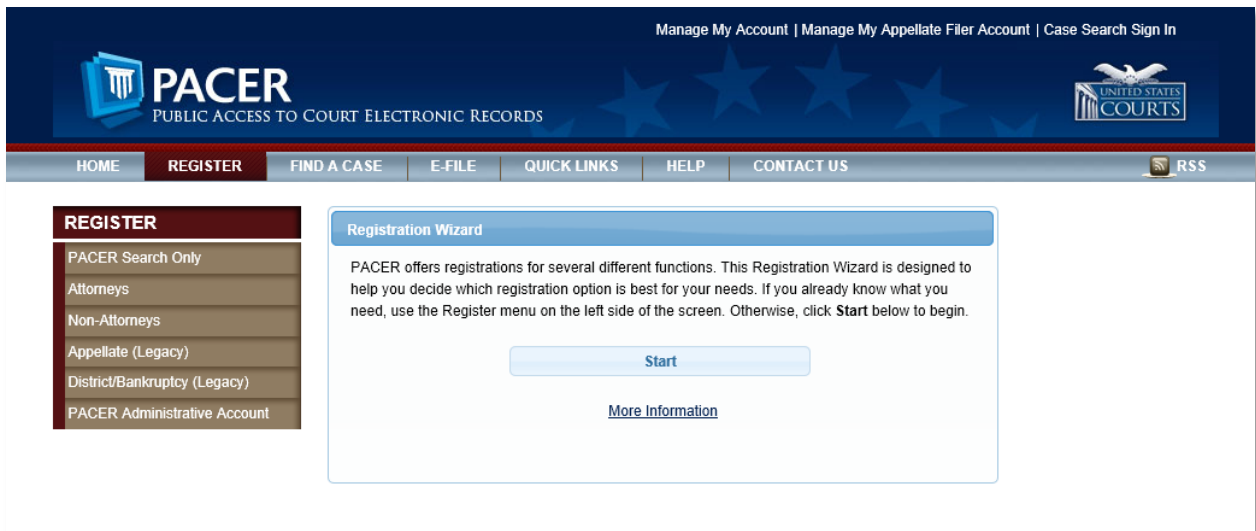 Manage My Account | Manage My Appellate Filer Account | Case Search Sign In
PACER
PUBLIC ACCESS TO COURT ELECTRONIC RECORDS
UNITED STATES
COURTS
HOME REGISTER FIND A CASE E-FILE QUICK LINKS HELP CONTACT US RSS
REGISTER
PACER Search Only
Attorneys
Non-Attorneys
Appellate (Legacy)
District/Bankruptcy (Legacy)
PACER Administrative Account
Registration Wizard
PACER offers registrations for several different functions. This Registration Wizard is designed to
help you decide which registration option is best for your needs. If you already know what you
need, use the Register menu on the left side of the screen. Otherwise, click Start below to begin.
Start
More Information